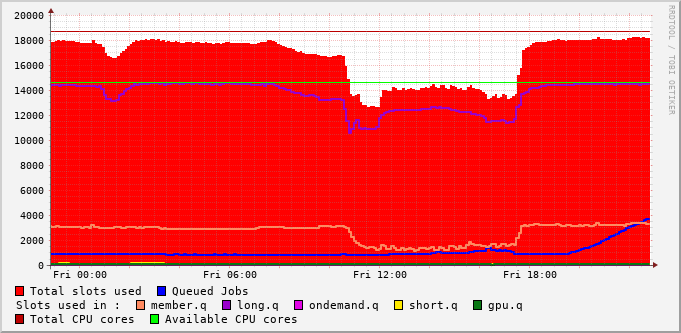 20000
18000
16000
14000
12000
10000
8000
6000
4000
2000
0
Fri 00:00 Fri 06:00 Fri 12:00 Fri 18:00
RRDTOOL / TOBI OETIKER
Total slots used Queued Jobs
Slots used in : member.q long.q ondemand.q short.q gpu.q
Total CPU cores Available CPU cores